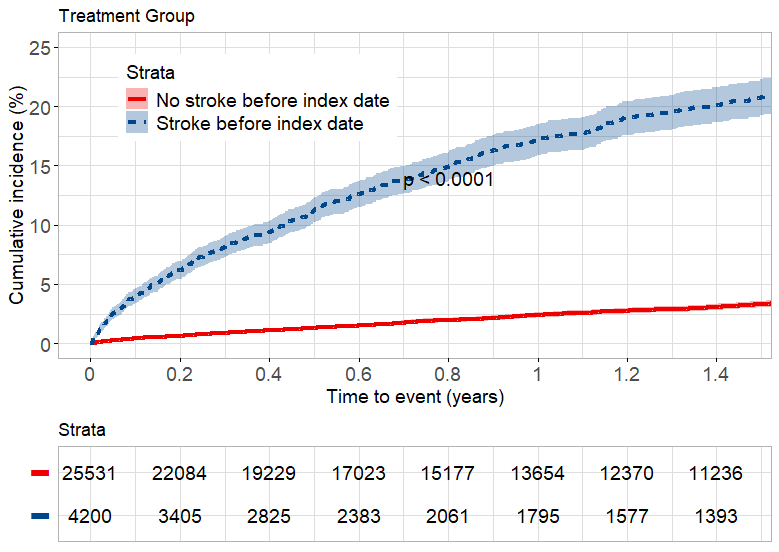 Treatment Group
Cumulative incidence (%)
25
20
15
10
5
0
Strata
No stroke before index date
Stroke before index date
p < 0.0001
0 0.2 0.4 0.6 0.8 1 1.2 1.4
Time to event (years)
Strata
25531 22084 19229 17023 15177 13654 12370 11236
4200 3405 2825 2383 2061 1795 1577 1393